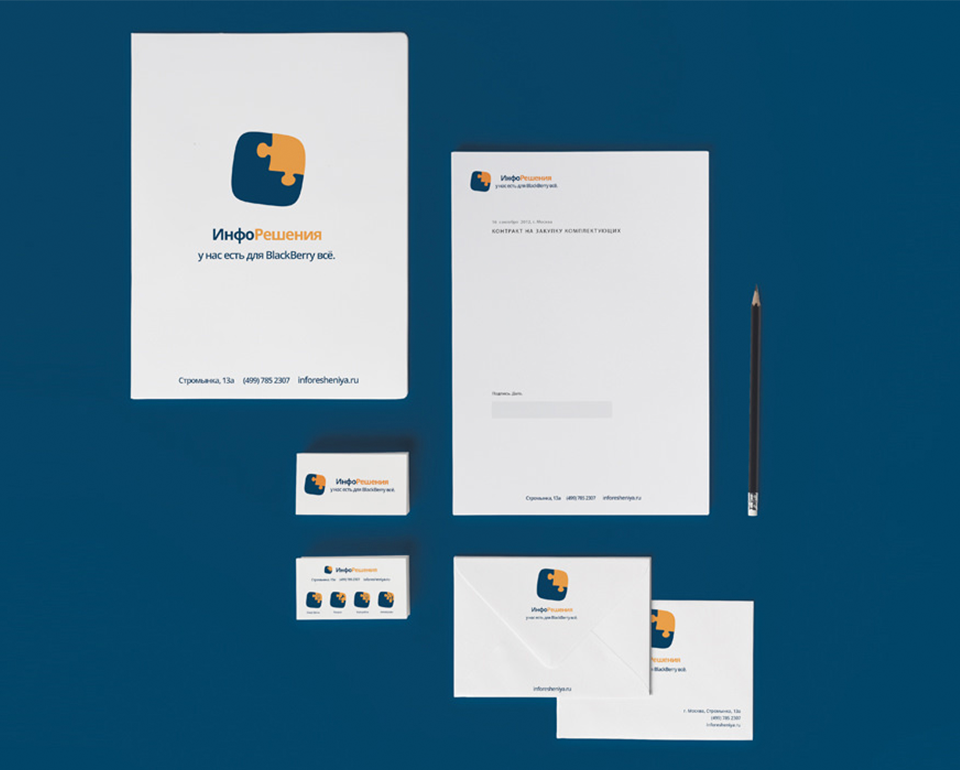 ИнфоРешения
у нас есть для BlackBerry всё.
Стромынка, 13а (499) 785 2307 inforesheniya.ru
ИнфоРешения
у нас есть для BlackBerry всё.
г. Москва
КОНТРАКТ НА ЗАКУПКУ КОМПЛЕКТУЮЩИХ
Подпись. Дата.
Стромынка, 13а (499) 785 2307 inforesheniya.ru
ИнфоРешения
у нас есть для BlackBerry всё.
ИнфоРешения
Стромынка, 13а (499) 785 2307 inforesheniya.ru
ИнфоРешения
у нас есть для BlackBerry всё.
inforesheniya.ru
Решения
BlackBerry всё.
г. Москва, Стромынка, 13а
(499) 785 2307
inforesheniya.ru